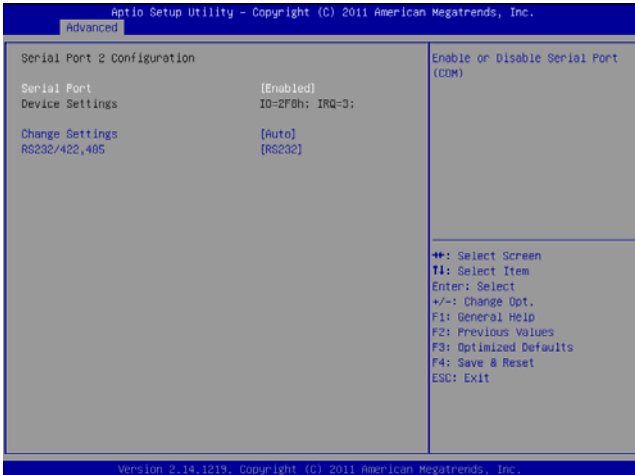 Aptio Setup Utility – Copyright (C) 2011 American Megatrends, Inc.
Advanced
Serial Port 2 Configuration
Serial Port [Enabled]
Device Settings IO=2F8h; IRQ=3;
Change Settings [Auto]
RS232/422,485 [RS232]
Enable or Disable Serial Port
(COM)
→←: Select Screen
↑↓: Select Item
Enter: Select
+/-: Change Opt.
F1: General Help
F2: Previous Values
F3: Optimized Defaults
F4: Save & Reset
ESC: Exit
Version 2.14.1219. Copyright (C) 2011 American Megatrends, Inc.